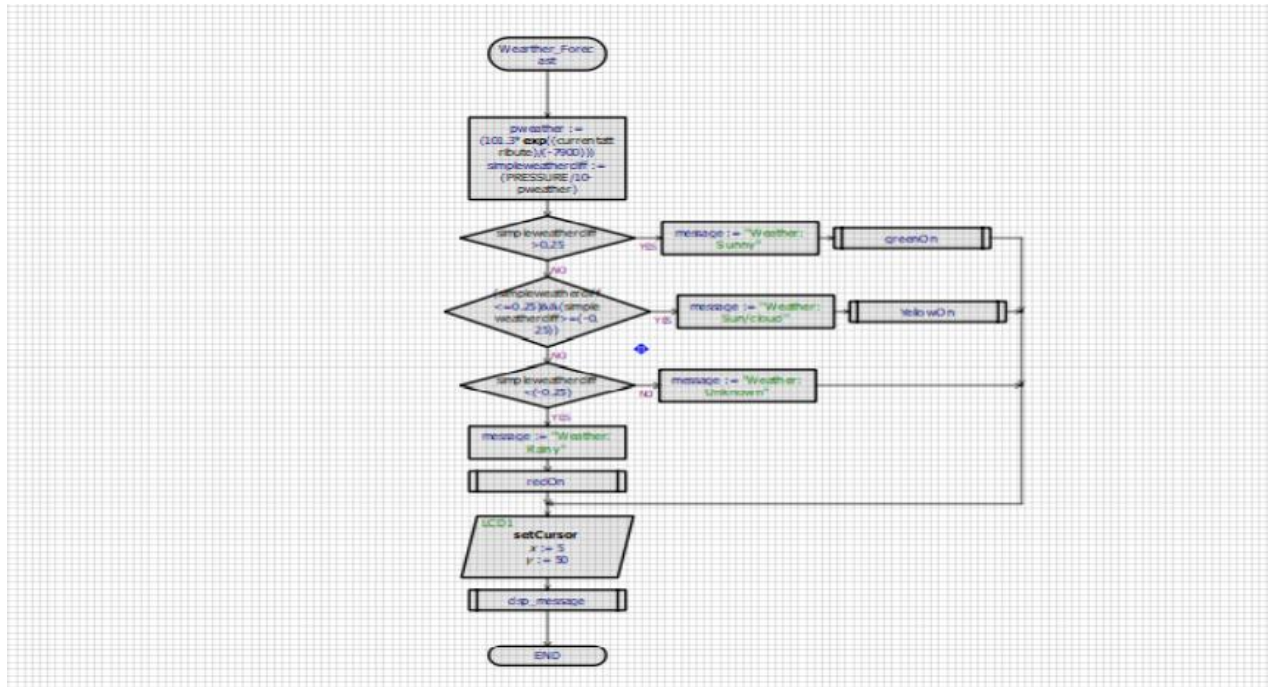 Wearther_Forec
ast
pweather :=
(101.3* exp((currentatt
ribute)/(-7900)))
simpleweatherdiff :=
(PRESSURE/10-
pweather)
simpleweatherdiff
>0.25
YES
message := "Weather:
Sunny"
greenOn
NO
(simpleweatherdiff
<=0.25)&&(simple
weatherdiff>=(-0.
25))
YES
message := "Weather:
Sun/cloud"
YellowOn
NO
simpleweatherdiff
<(-0.25)
NO
message := "Weather:
Unknown"
YES
message := "Weather:
Rainy"
redOn
LCD1
setCursor
x := 5
y := 50
dsp_message
END